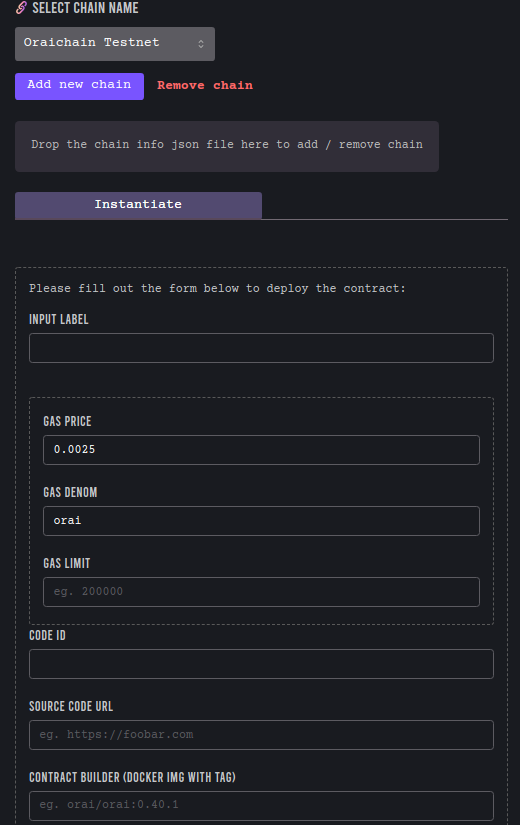 SELECT CHAIN NAME
Oraichain Testnet
Add new chain Remove chain
Drop the chain info json file here to add / remove chain
Instantiate
Please fill out the form below to deploy the contract:
INPUT LABEL
GAS PRICE
0.0025
GAS DENOM
orai
GAS LIMIT
eg. 200000
CODE ID
SOURCE CODE URL
eg. https://foobar.com
CONTRACT BUILDER (DOCKER IMG WITH TAG)
eg. orai/orai:0.40.1